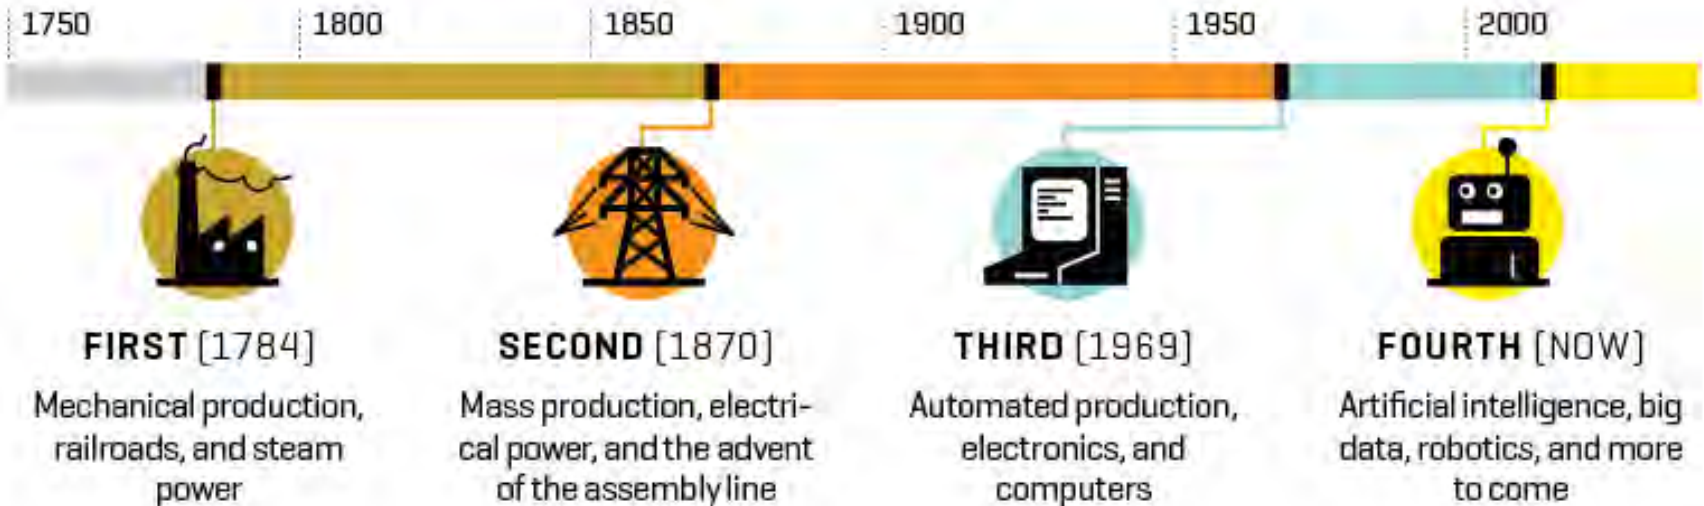 1750 1800 1850 1900 1950 2000
FIRST [1784]
Mechanical production,
railroads, and steam
power
SECOND [1870]
Mass production, electri-
cal power, and the advent
of the assembly line
THIRD [1969]
Automated production,
electronics, and
computers
FOURTH [NOW]
Artificial intelligence, big
data, robotics, and more
to come